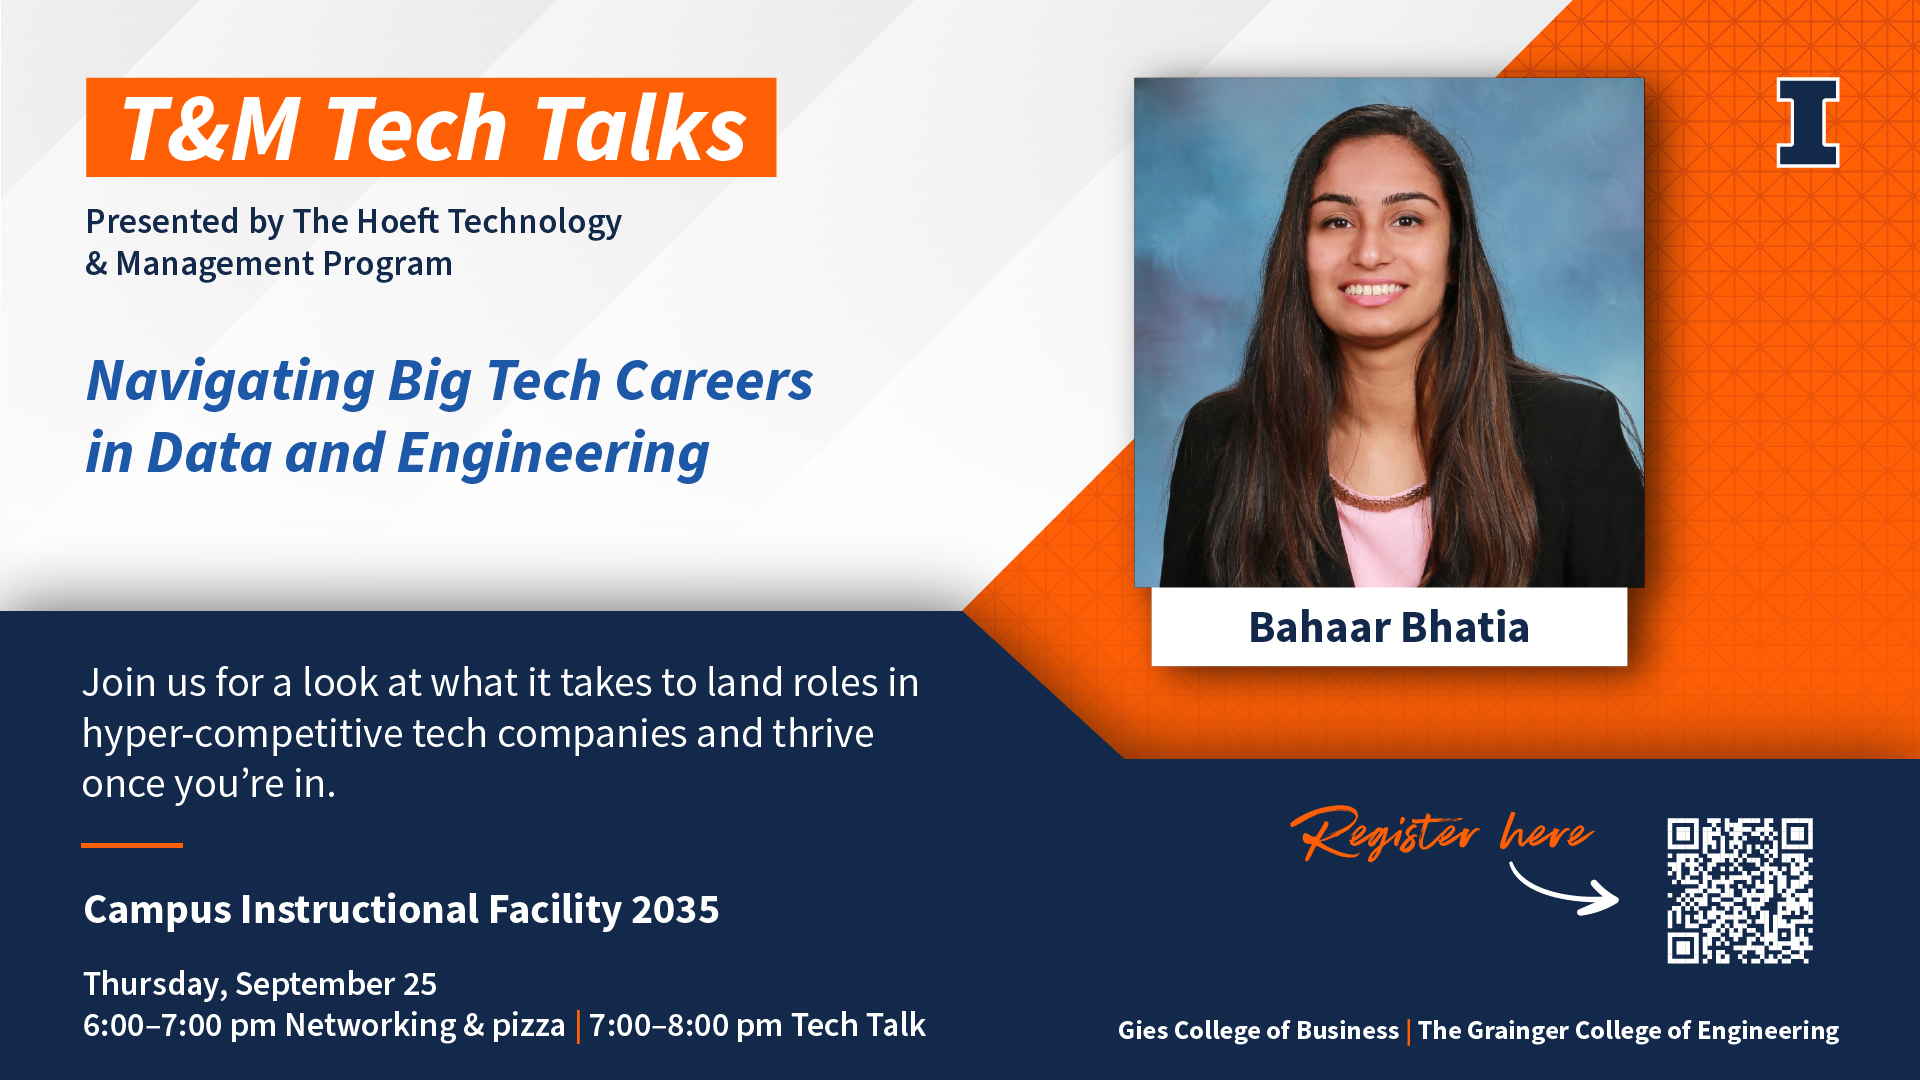 T&M Tech Talks
Presented by The Hoeft Technology
& Management Program
Navigating Big Tech Careers
in Data and Engineering
I
Bahaar Bhatia
Join us for a look at what it takes to land roles in
hyper-competitive tech companies and thrive
once you’re in.
Campus Instructional Facility 2035
Thursday, September 25
6:00–7:00 pm Networking & pizza | 7:00–8:00 pm Tech Talk
Register here
Gies College of Business | The Grainger College of Engineering